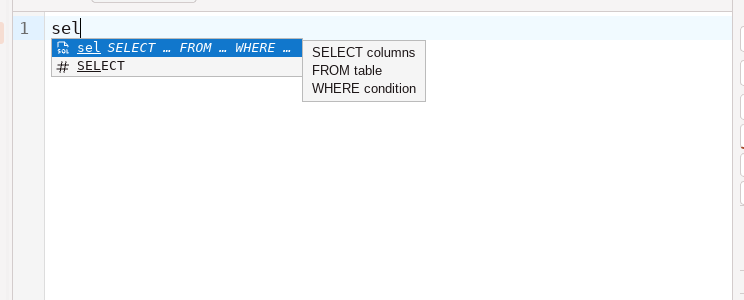 1 sel
sel SELECT … FROM … WHERE …
# SELECT
SELECT columns
FROM table
WHERE condition